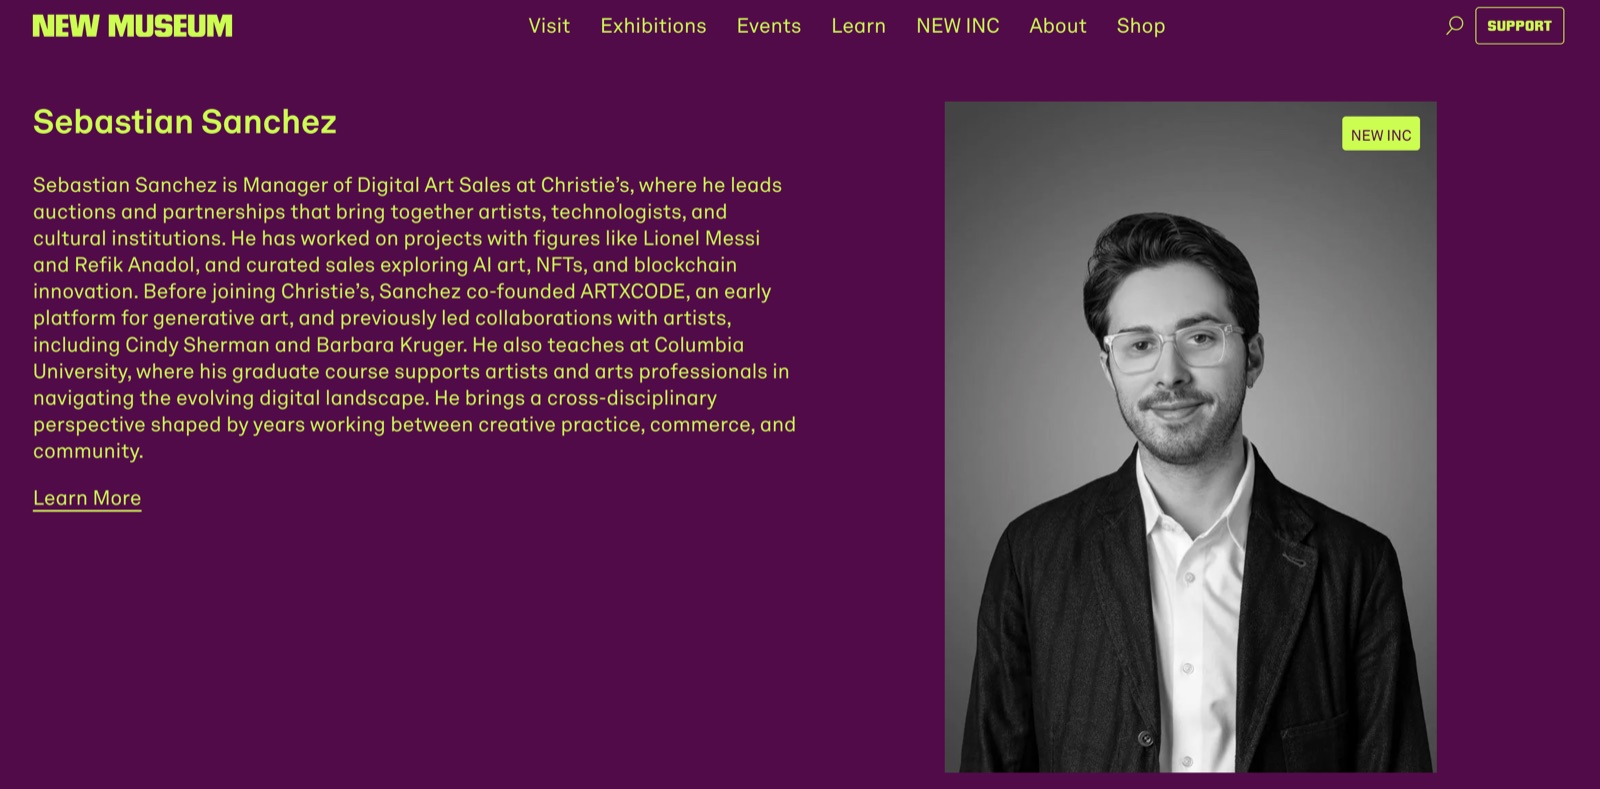 NEW MUSEUM
Visit Exhibitions Events Learn NEW INC About Shop
SUPPORT
Sebastian Sanchez
NEW INC
Sebastian Sanchez is Manager of Digital Art Sales at Christie’s, where he leads
auctions and partnerships that bring together artists, technologists, and
cultural institutions. He has worked on projects with figures like Lionel Messi
and Refik Anadol, and curated sales exploring AI art, NFTs, and blockchain
innovation. Before joining Christie’s, Sanchez co-founded ARTXCODE, an early
platform for generative art, and previously led collaborations with artists,
including Cindy Sherman and Barbara Kruger. He also teaches at Columbia
University, where his graduate course supports artists and arts professionals in
navigating the evolving digital landscape. He brings a cross-disciplinary
perspective shaped by years working between creative practice, commerce, and
community.
Learn More